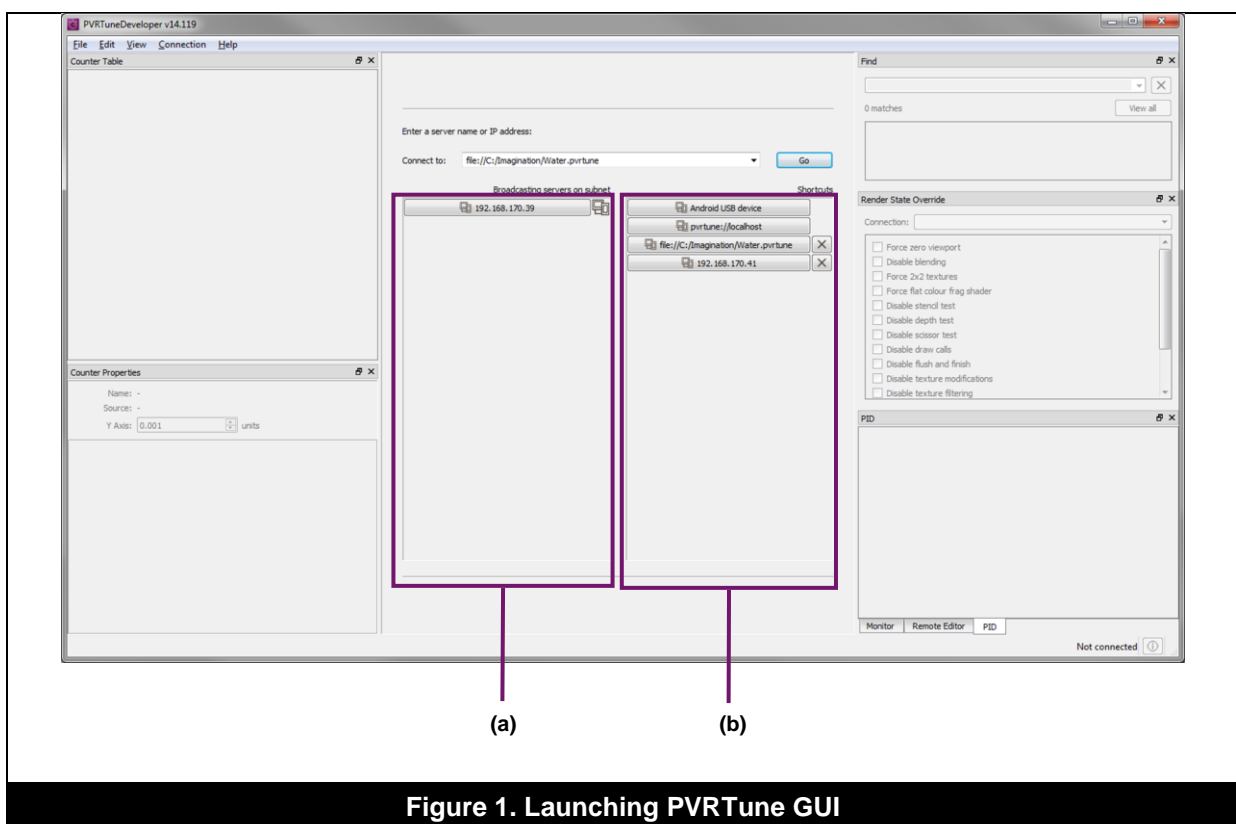 PVRTuneDeveloper v14.119
File Edit View Connection Help
Counter Table
Counter Properties
Name: -
Source: -
Y Axis: 0.001 units
Enter a server name or IP address:
Connect to: file://C:/Imagination/Water.pvrtune Go
Broadcasting servers on subnet
192.168.170.39
Shortcuts
Android USB device
pvrtune://localhost
file://C:/Imagination/Water.pvrtune
192.168.170.41
Find
0 matches View all
Render State Override
Connection:
Force zero viewport
Disable blending
Force 2x2 textures
Force flat colour frag shader
Disable stencil test
Disable depth test
Disable scissor test
Disable draw calls
Disable flush and finish
Disable texture modifications
Disable texture filtering
PID
Monitor Remote Editor PID
Not connected
(a) (b)
Figure 1. Launching PVRTune GUI